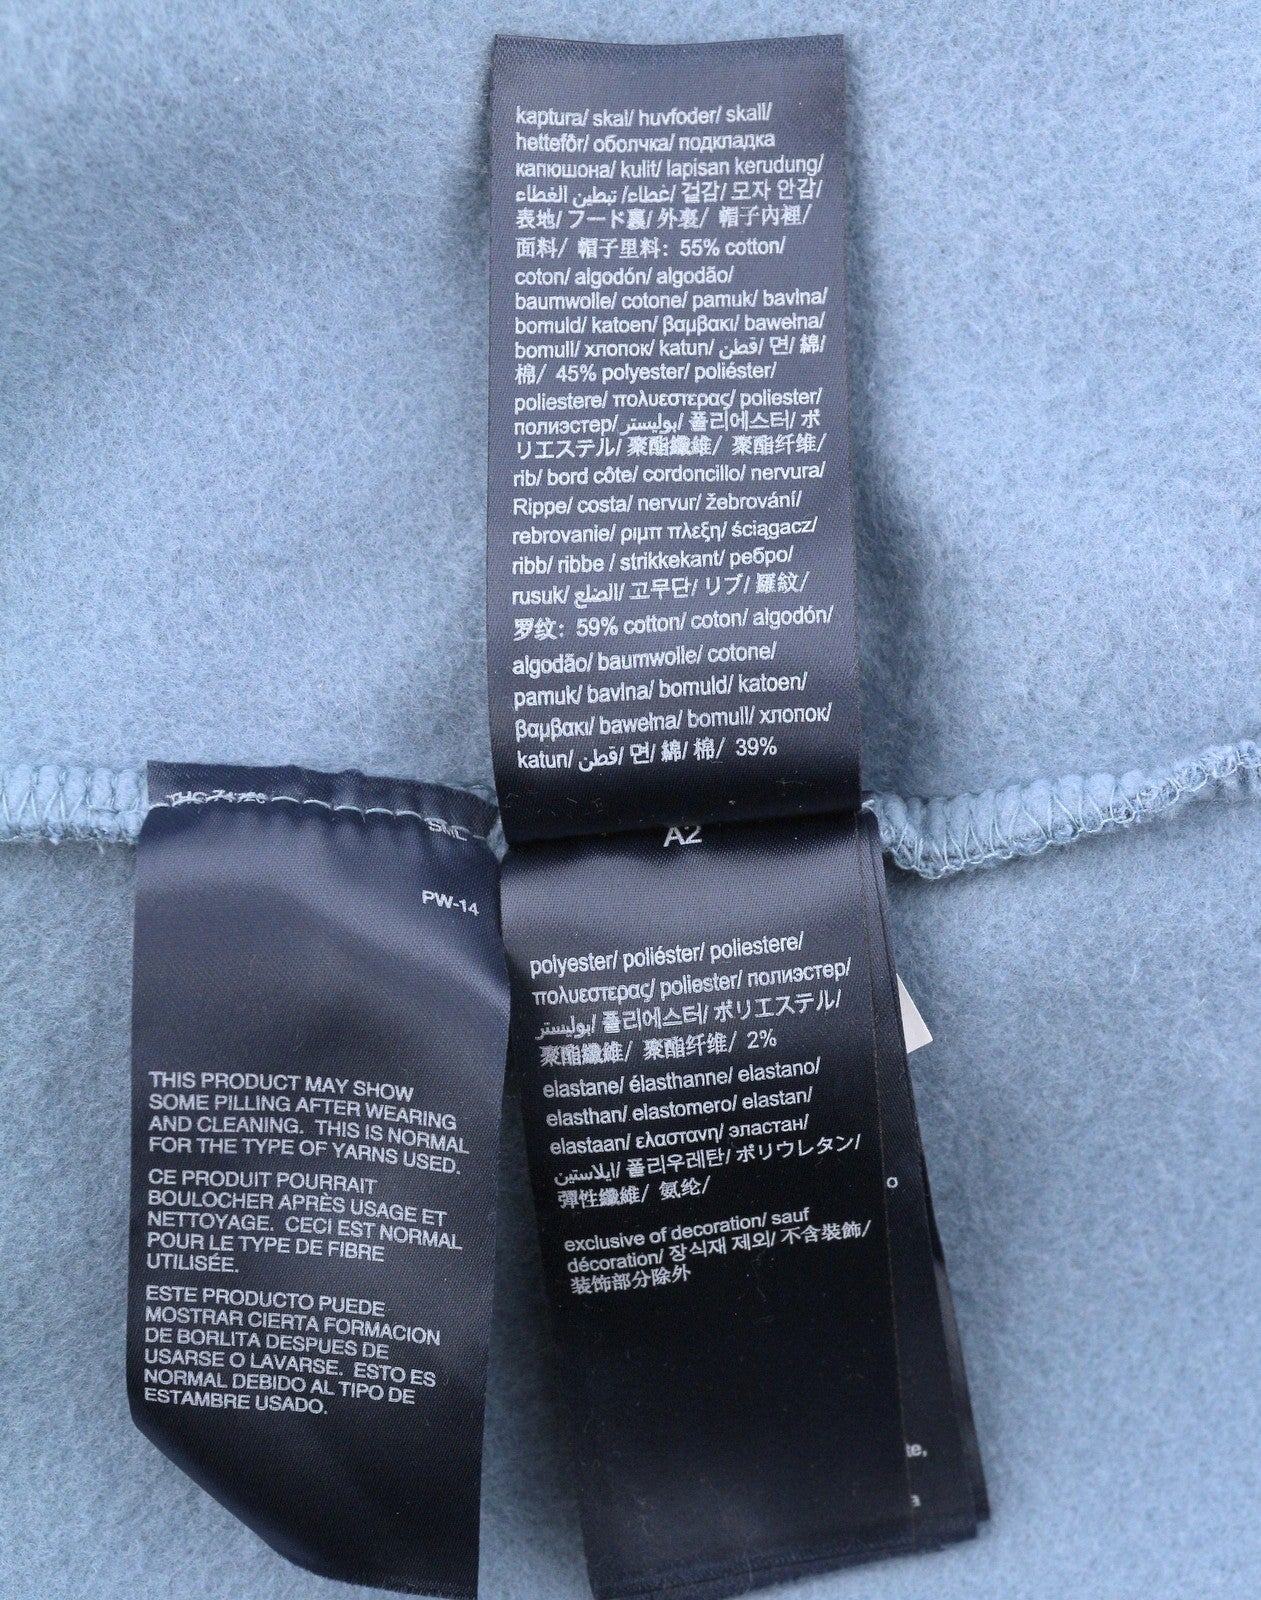 kaptura/ skal/ huvfoder/ skall/
hettefôr/ оболчка/ подкладка
капюшона/ kulit/ lapisan kerudung/
غطاء/ تبطين الغطاء/ 겉감/ 모자 안감/
表地/ フード裏/ 外裹/ 帽子內裡/
面料/ 帽子里料: 55% cotton/
coton/ algodón/ algodão/
baumwolle/ cotone/ pamuk/ bavlna/
bomuld/ katoen/ βαμβακι/ bawełna/
bomull/ хлопок/ katun/ قطن/ 면/ 綿/
棉/ 45% polyester/ poliéster/
poliestere/ πολυεστερας/ poliester/
полиэстер/ بوليستر/ 폴리에스터/ ポ
リエステル/ 聚酯纖維/ 聚酯纤维/
rib/ bord côte/ cordoncillo/ nervura/
Rippe/ costa/ nervur/ žebrování/
rebrovanie/ ριμπ πλεξη/ ściągacz/
ribb/ ribbe / strikkekant/ ребро/
rusuk/ الضلع/ 고무단/ リブ/ 羅紋/
罗纹: 59% cotton/ coton/ algodón/
algodão/ baumwolle/ cotone/
pamuk/ bavlna/ bomuld/ katoen/
βαμβακι/ bawełna/ bomull/ хлопок/
katun/ قطن/ 면/ 綿/ 棉/ 39%
A2
polyester/ poliéster/ poliestere/
πολυεστερας/ poliester/ полиэстер/
بوليستر/ 폴리에스터/ ポリエステル/
聚酯纖維/ 聚酯纤维/ 2%
elastane/ élasthanne/ elastano/
elasthan/ elastomero/ elastan/
elastaan/ ελαστανη/ эластан/
ايلاستين/ 폴리우레탄/ ポリウレタン/
彈性纖維/ 氨纶/
exclusive of decoration/ sauf
décoration/ 장식재 제외/ 不含裝飾/
装饰部分除外
PW-14
THIS PRODUCT MAY SHOW
SOME PILLING AFTER WEARING
AND CLEANING. THIS IS NORMAL
FOR THE TYPE OF YARNS USED.
CE PRODUIT POURRAIT
BOULOCHER APRÈS USAGE ET
NETTOYAGE. CECI EST NORMAL
POUR LE TYPE DE FIBRE
UTILISÉE.
ESTE PRODUCTO PUEDE
MOSTRAR CIERTA FORMACION
DE BORLITA DESPUES DE
USARSE O LAVARSE. ESTO ES
NORMAL DEBIDO AL TIPO DE
ESTAMBRE USADO.